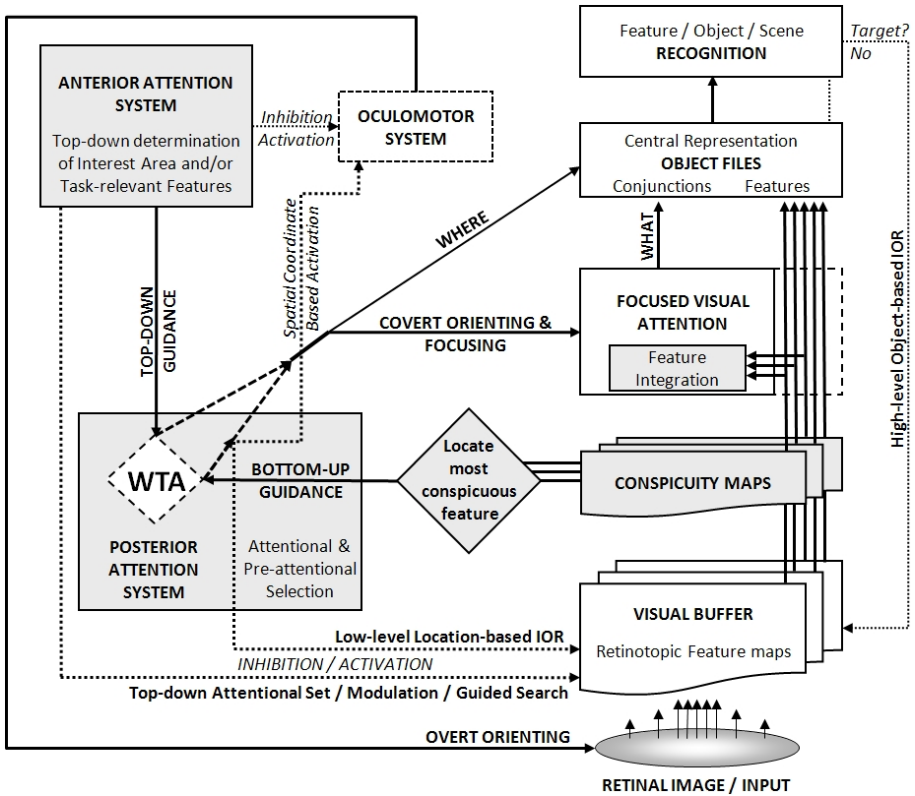 Feature / Object / Scene
RECOGNITION
Target?
No
ANTERIOR ATTENTION
SYSTEM
Top-down determination
of Interest Area and/or
Task-relevant Features
Inhibition
Activation
OCULOMOTOR
SYSTEM
Central Representation
OBJECT FILES
Conjunctions Features
WHERE
WHAT
Spatial Coordinate
Based Activation
High-level Object-based IOR
TOP-DOWN
GUIDANCE
COVERT ORIENTING &
FOCUSING
FOCUSED VISUAL
ATTENTION
Feature
Integration
WTA
BOTTOM-UP
GUIDANCE
Locate
most
conspicuous
feature
CONSPICUITY MAPS
POSTERIOR
ATTENTION
SYSTEM
Attentional &
Pre-attentional
Selection
VISUAL BUFFER
Retinotopic Feature maps
Low-level Location-based IOR
INHIBITION / ACTIVATION
Top-down Attentional Set / Modulation / Guided Search
OVERT ORIENTING
RETINAL IMAGE / INPUT